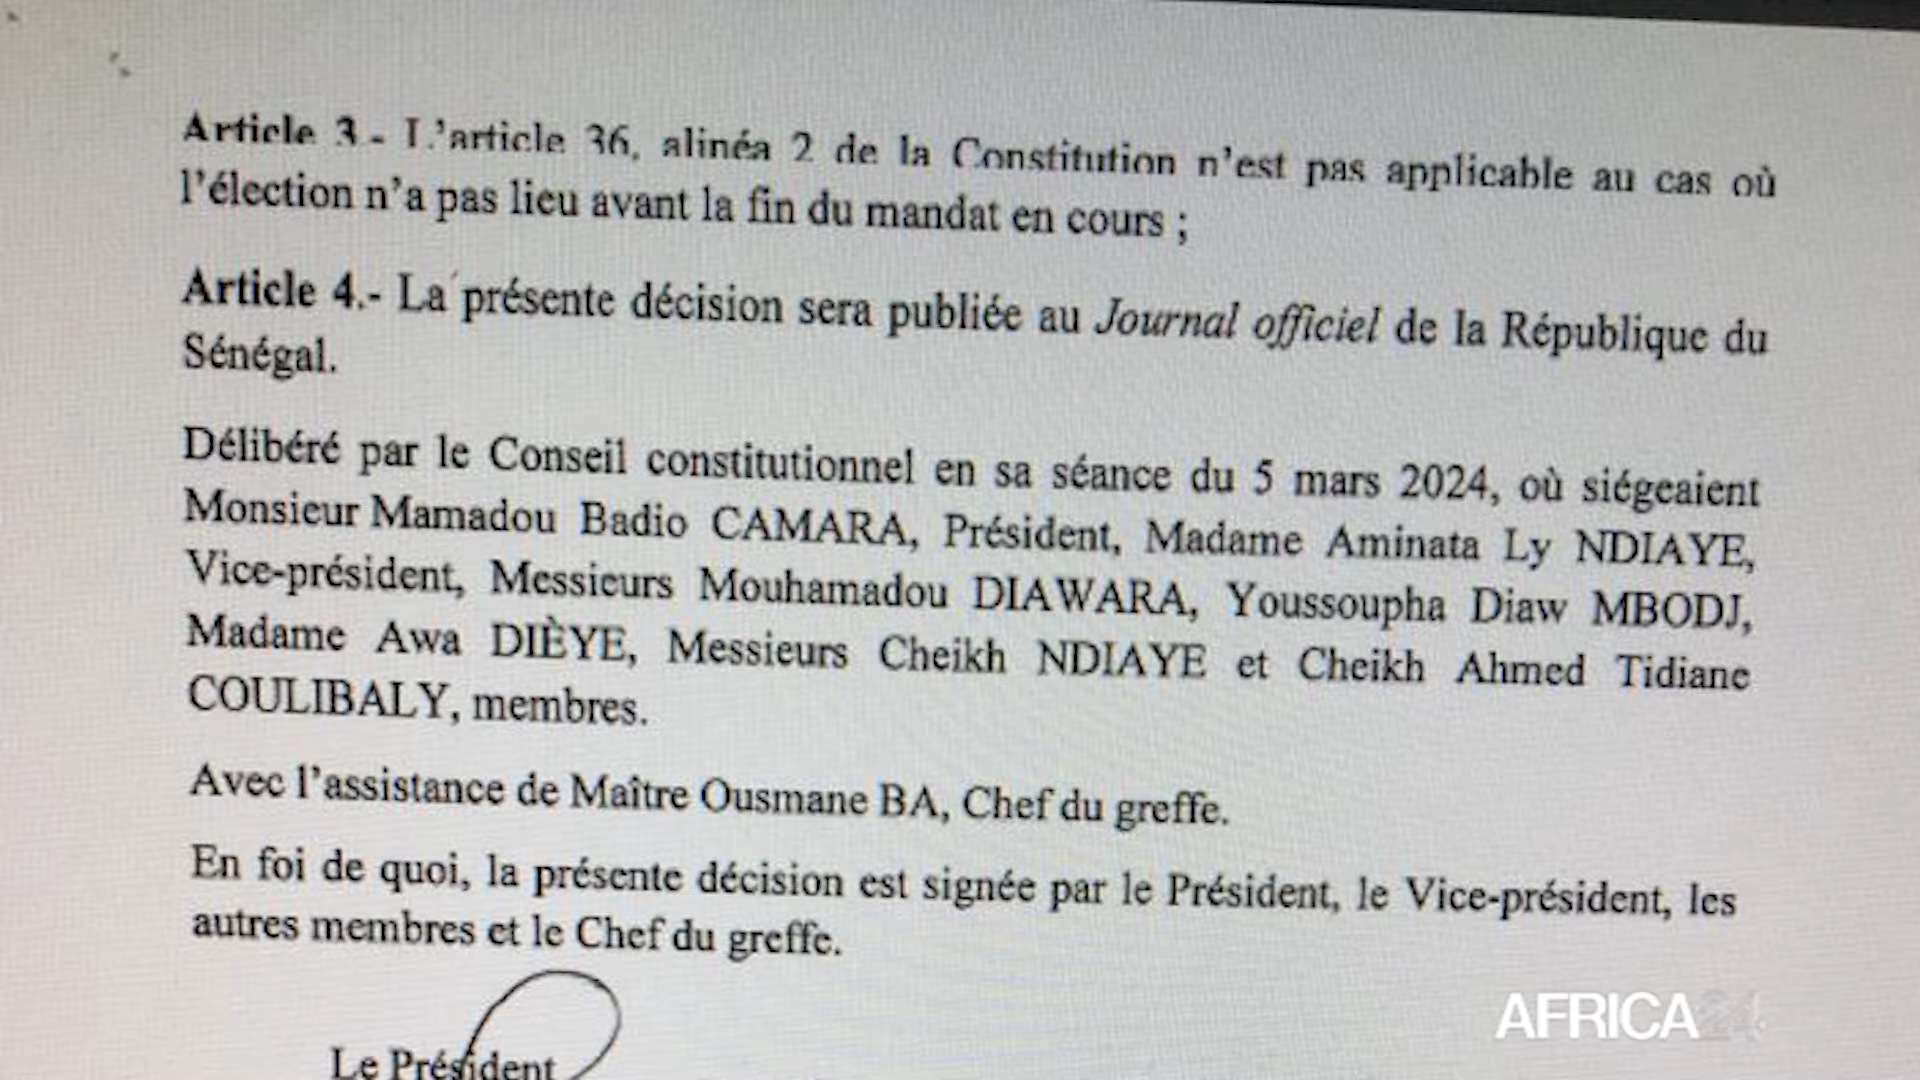 Article 3 - L'article 36, alinéa 2 de la Constitution n'est pas applicable au cas où
l'élection n'a pas lieu avant la fin du mandat en cours ;
Article 4.- La présente décision sera publiée au Journal officiel de la République du
Sénégal.
Délibéré par le Conseil constitutionnel en sa séance du 5 mars 2024, où siégeaient
Monsieur Mamadou Badio CAMARA, Président, Madame Aminata Ly NDIAYE,
Vice-président, Messieurs Mouhamadou DIAWARA, Youssoupha Diaw MBODJ,
Madame Awa DIÈYE, Messieurs Cheikh NDIAYE et Cheikh Ahmed Tidiane
COULIBALY, membres.
Avec l'assistance de Maître Ousmane BA, Chef du greffe.
En foi de quoi, la présente décision est signée par le Président, le Vice-président, les
autres membres et le Chef du greffe.
Le Président
AFRICA24